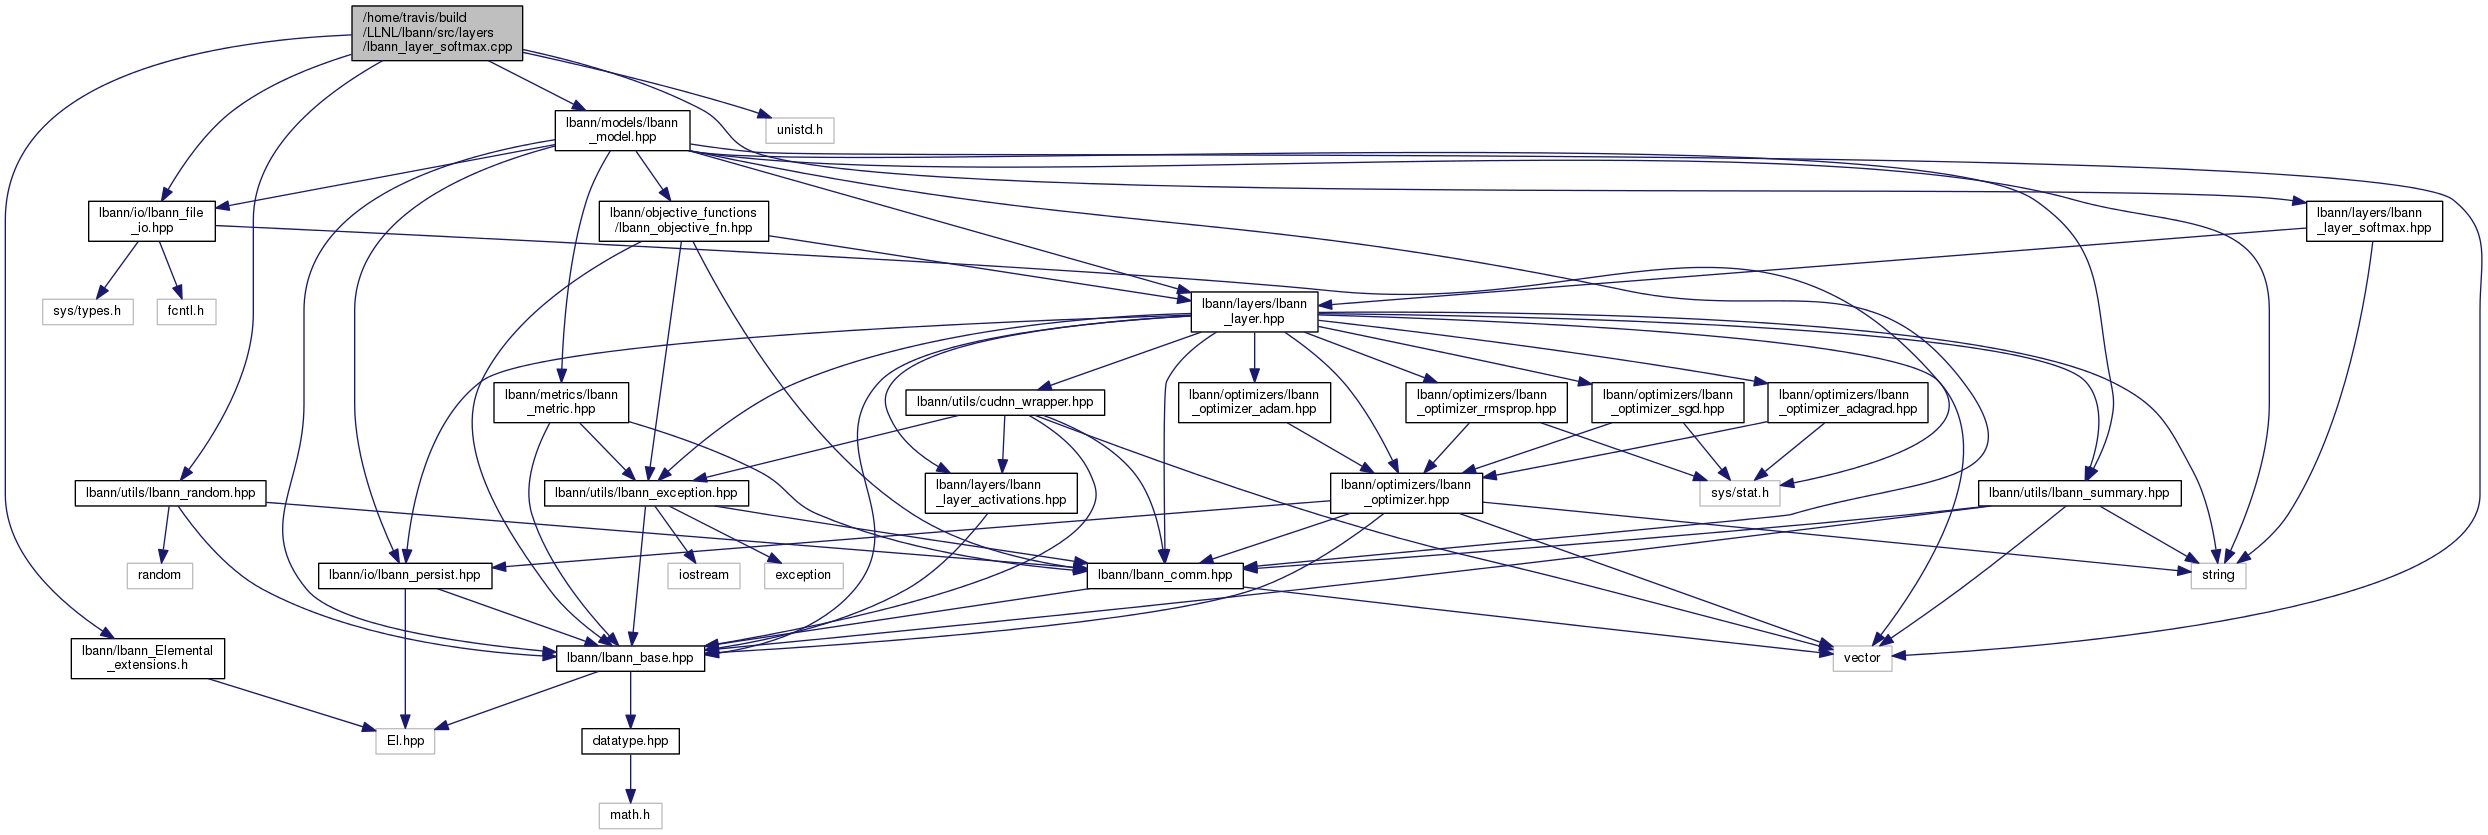 /home/travis/build
/LLNL/lbann/src/layers
/lbann_layer_softmax.cpp
lbann/models/lbann
_model.hpp
unistd.h
lbann/io/lbann_file
_io.hpp
lbann/objective_functions
/lbann_objective_fn.hpp
lbann/layers/lbann
_layer_softmax.hpp
sys/types.h
fcntl.h
lbann/layers/lbann
_layer.hpp
lbann/metrics/lbann
_metric.hpp
lbann/utils/cudnn_wrapper.hpp
lbann/optimizers/lbann
_optimizer_adam.hpp
lbann/optimizers/lbann
_optimizer_rmsprop.hpp
lbann/optimizers/lbann
_optimizer_sgd.hpp
lbann/optimizers/lbann
_optimizer_adagrad.hpp
lbann/utils/lbann_random.hpp
lbann/utils/lbann_exception.hpp
lbann/layers/lbann
_layer_activations.hpp
lbann/optimizers/lbann
_optimizer.hpp
sys/stat.h
lbann/utils/lbann_summary.hpp
random
lbann/io/lbann_persist.hpp
iostream
exception
lbann/lbann_comm.hpp
string
lbann/lbann_Elemental
_extensions.h
lbann/lbann_base.hpp
vector
El.hpp
datatype.hpp
math.h